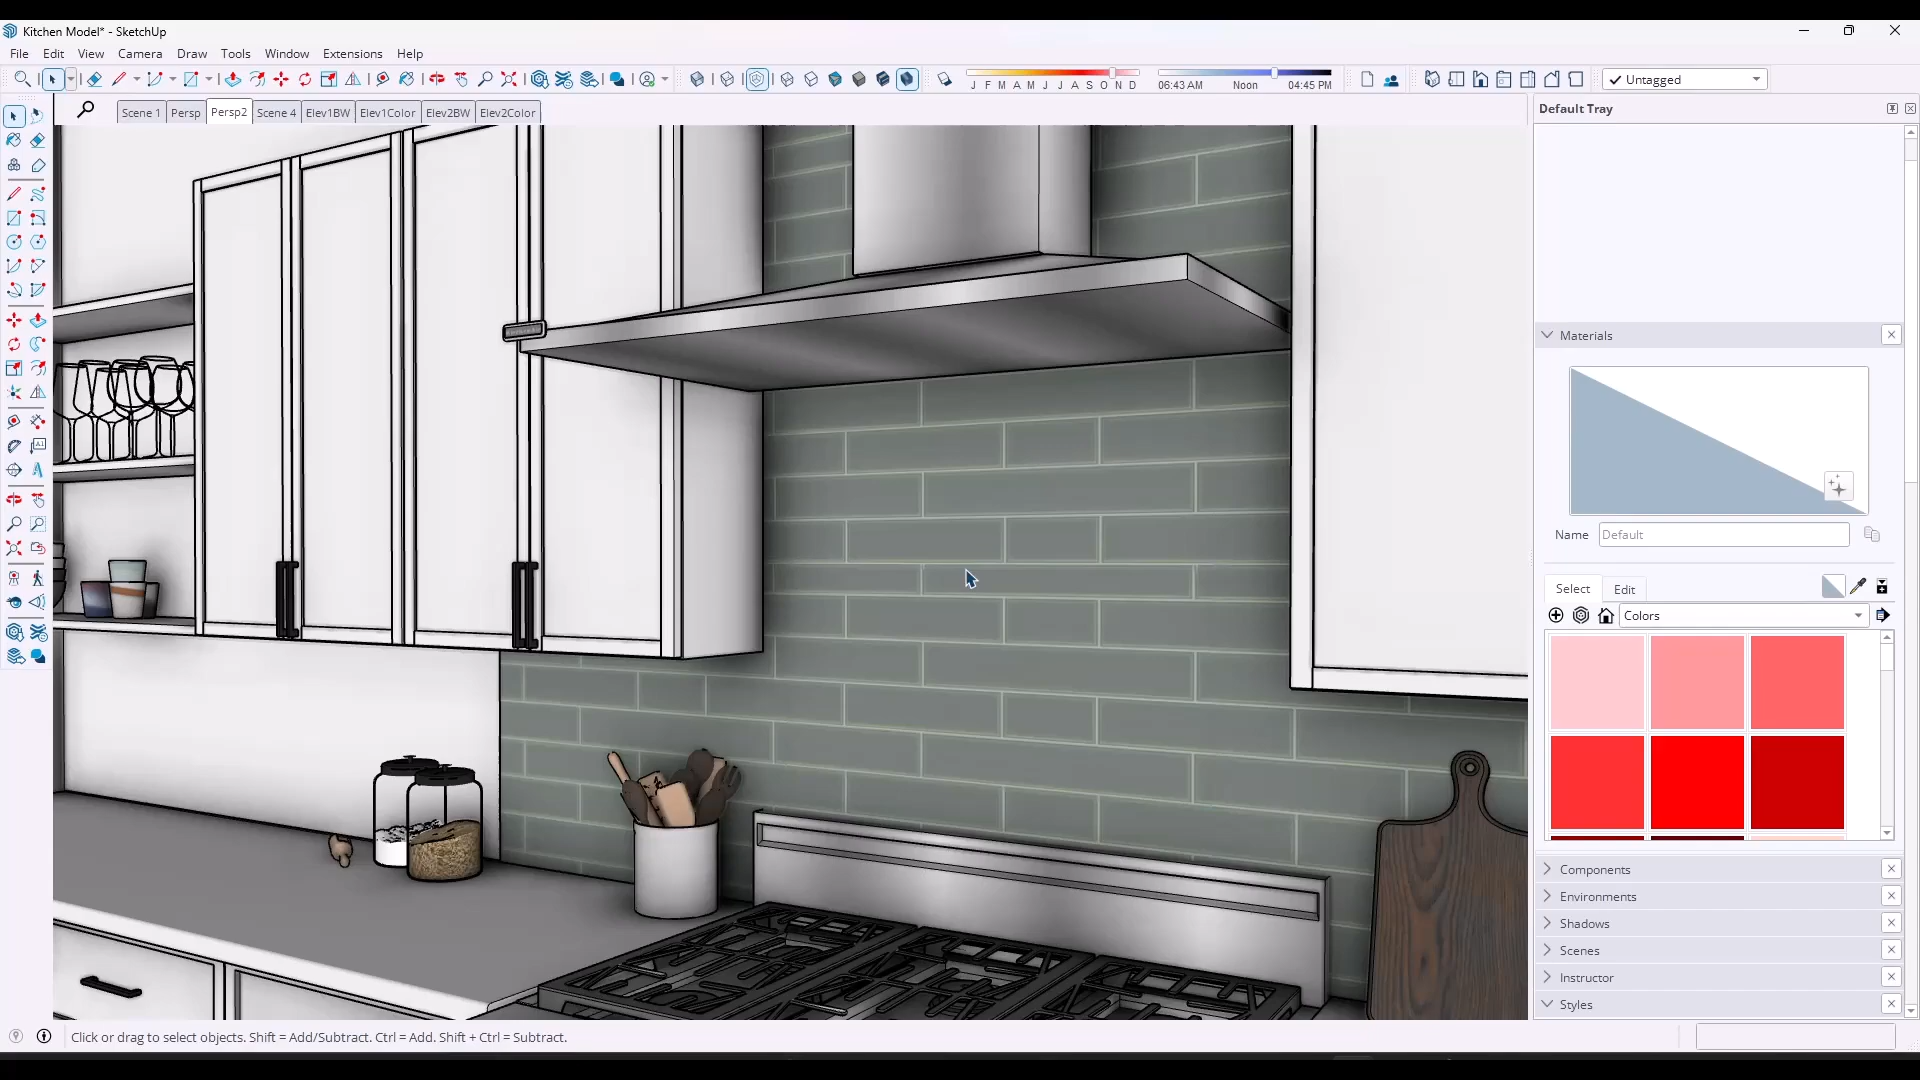 Kitchen Model* - SketchUp
File Edit View Camera Draw Tools Window Extensions Help
J F M A M J J A S O N D
06:43 AM Noon 04:45 PM
Untagged
Scene 1 Persp Persp2 Scene 4 Elev1BW Elev1Color Elev2BW Elev2Color
Default Tray
Materials
Name Default
Select Edit
Colors
Components
Environments
Shadows
Scenes
Instructor
Styles
Click or drag to select objects. Shift = Add/Subtract. Ctrl = Add. Shift + Ctrl = Subtract.